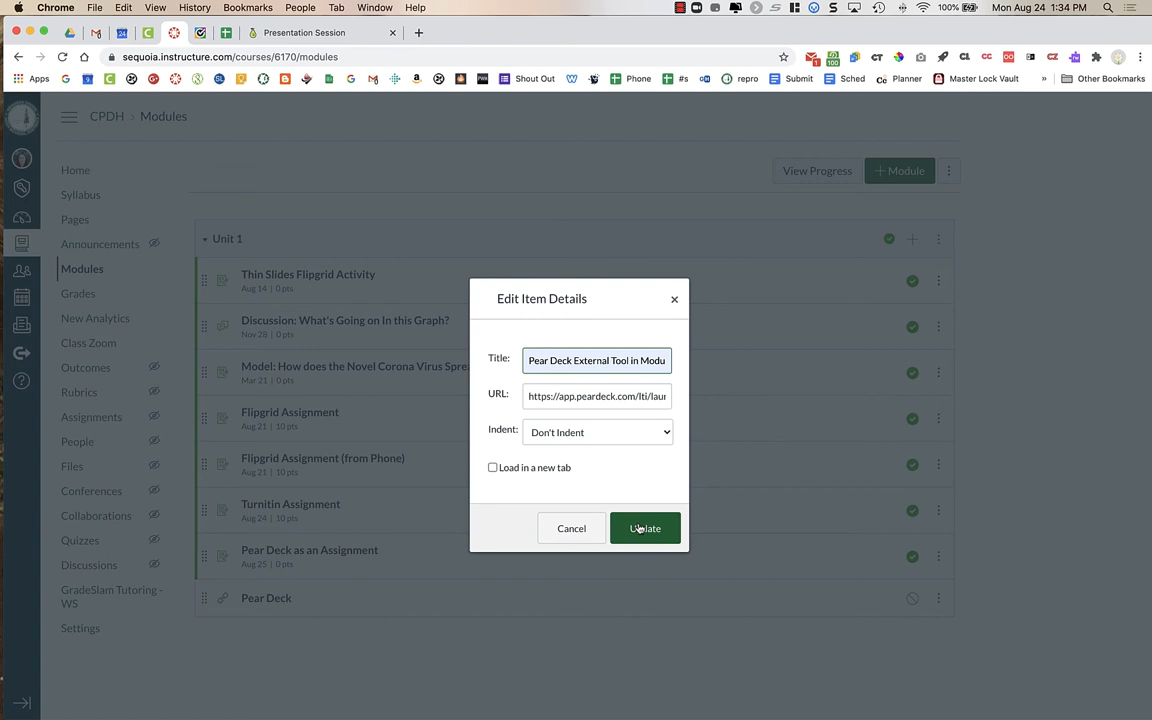 Chrome File Edit View History Bookmarks People Tab Window Help 100% Mon Aug 24 1:34 PM
Presentation Session
sequoia.instructure.com/courses/6170/modules
Apps Shout Out Phone #s repro Submit Sched Planner Master Lock Vault » Other Bookmarks
CPDH › Modules
View Progress + Module
Home
Syllabus
Pages
Announcements
Modules
Grades
New Analytics
Class Zoom
Outcomes
Rubrics
Assignments
People
Files
Conferences
Collaborations
Quizzes
Discussions
GradeSlam Tutoring -
WS
Settings
Unit 1
Thin Slides Flipgrid Activity
Aug 14 | 0 pts
Discussion: What's Going on In this Graph?
Nov 28 | 0 pts
Model: How does the Novel Corona Virus Spre
Mar 21 | 0 pts
Flipgrid Assignment
Aug 21 | 10 pts
Flipgrid Assignment (from Phone)
Aug 21 | 10 pts
Turnitin Assignment
Aug 24 | 10 pts
Pear Deck as an Assignment
Aug 25 | 0 pts
Pear Deck
Edit Item Details
Title: Pear Deck External Tool in Modu
URL: https://app.peardeck.com/lti/laur
Indent: Don't Indent
Load in a new tab
Cancel Update